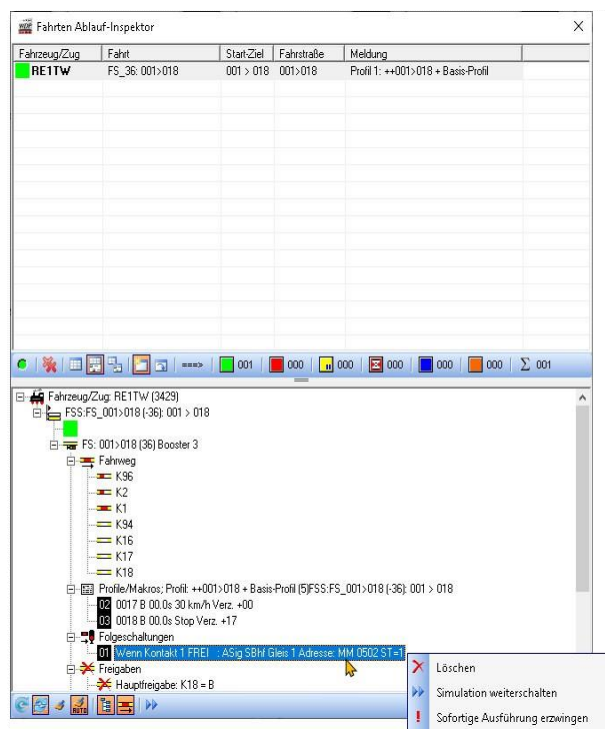 Fahrten Ablauf-Inspektor
Fahrzeug/Zug Fahrt Start-Ziel Fahrstraße Meldung
RE1TW FS_36: 001>018 001 > 018 001>018 Profil 1: ++001>018 + Basis-Profil
===> 001 000 000 000 000 000 Σ 001
Fahrzeug/Zug: RE1TW (3429)
FSS:FS_001>018 (-36): 001 > 018
FS: 001>018 (36) Booster 3
Fahrweg
K96
K2
K1
K94
K16
K17
K18
Profile/Makros; Profil: ++001>018 + Basis-Profil (5)FSS:FS_001>018 (-36): 001 > 018
02 0017 B 00.0s 30 km/h Verz. +00
03 0018 B 00.0s Stop Verz. +17
Folgeschaltungen
01 Wenn Kontakt 1 FREI : ASig SBhf Gleis 1 Adresse: MM 0502 ST=1
Löschen
Freigaben
Simulation weiterschalten
Hauptfreigabe: K18 = B
AUTO
Sofortige Ausführung erzwingen